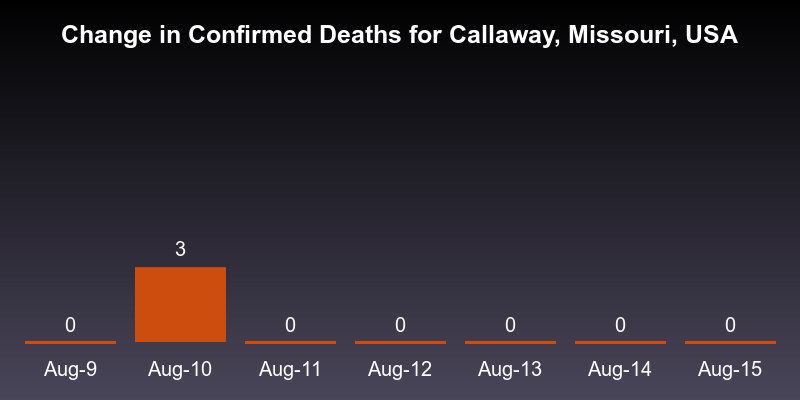 Change in Confirmed Deaths for Callaway, Missouri, USA
3
0 0 0 0 0 0
Aug-9 Aug-10 Aug-11 Aug-12 Aug-13 Aug-14 Aug-15